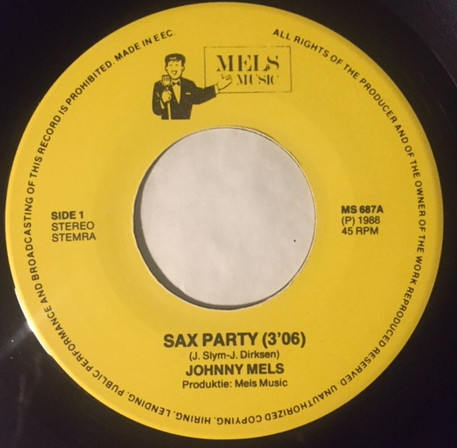 ALL RIGHTS OF THE PRODUCER AND OF THE OWNER OF THE WORK REPRODUCED RESERVED. UNAUTHORIZED COPYING, HIRING, LENDING, PUBLIC PERFORMANCE AND BROADCASTING OF THIS RECORD IS PROHIBITED. MADE IN EEC.
MELS
MUSIC
SIDE 1
STEREO
STEMRA
MS 687A
(P) 1988
45 RPM
SAX PARTY (3'06)
(J. Slym-J. Dirksen)
JOHNNY MELS
Produktie: Mels Music